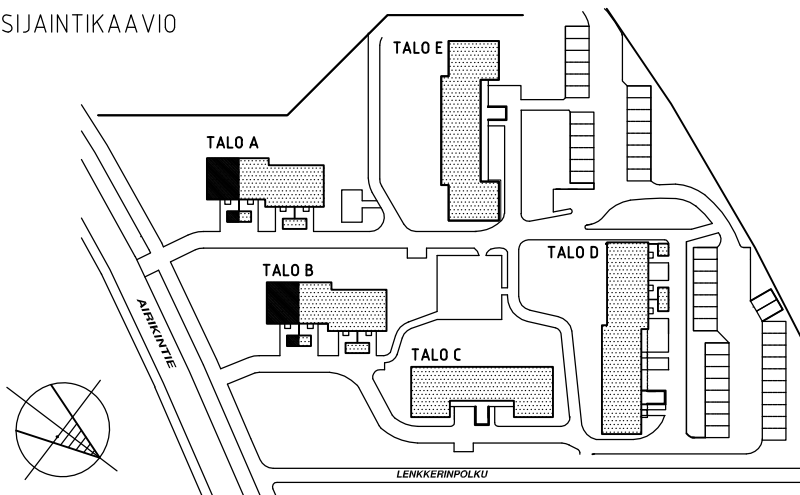 SIJAINTIKAAVIO
TALO E
TALO A
TALO D
TALO B
AIRIKINTIE
TALO C
LENKKERINPOLKU